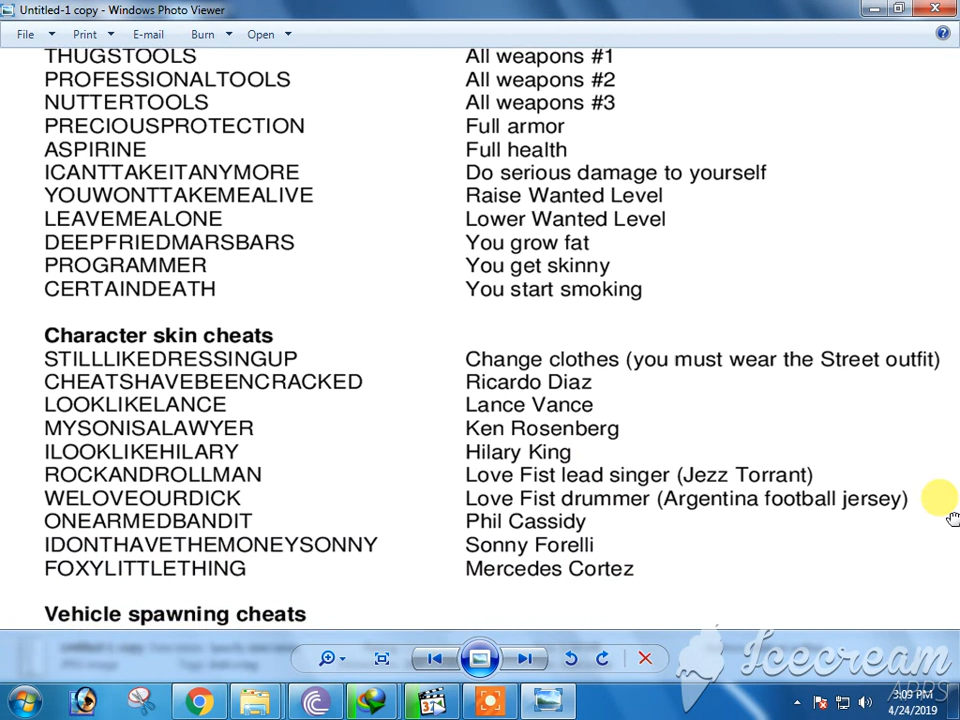 Untitled-1 copy - Windows Photo Viewer
File Print E-mail Burn Open
THUGSTOOLS All weapons #1
PROFESSIONALTOOLS All weapons #2
NUTTERTOOLS All weapons #3
PRECIOUSPROTECTION Full armor
ASPIRINE Full health
ICANTTAKEITANYMORE Do serious damage to yourself
YOUWONTTAKEMEALIVE Raise Wanted Level
LEAVEMEALONE Lower Wanted Level
DEEPFRIEDMARSBARS You grow fat
PROGRAMMER You get skinny
CERTAINDEATH You start smoking
Character skin cheats
STILLLIKEDRESSINGUP Change clothes (you must wear the Street outfit)
CHEATSHAVEBEENCRACKED Ricardo Diaz
LOOKLIKELANCE Lance Vance
MYSONISALAWYER Ken Rosenberg
ILOOKLIKEHILARY Hilary King
ROCKANDROLLMAN Love Fist lead singer (Jezz Torrant)
WELOVEOURDICK Love Fist drummer (Argentina football jersey)
ONEARMEDBANDIT Phil Cassidy
IDONTHAVETHEMONEYSONNY Sonny Forelli
FOXYLITTLETHING Mercedes Cortez
Vehicle spawning cheats
Icecream
APPS
3:09 PM
4/24/2019